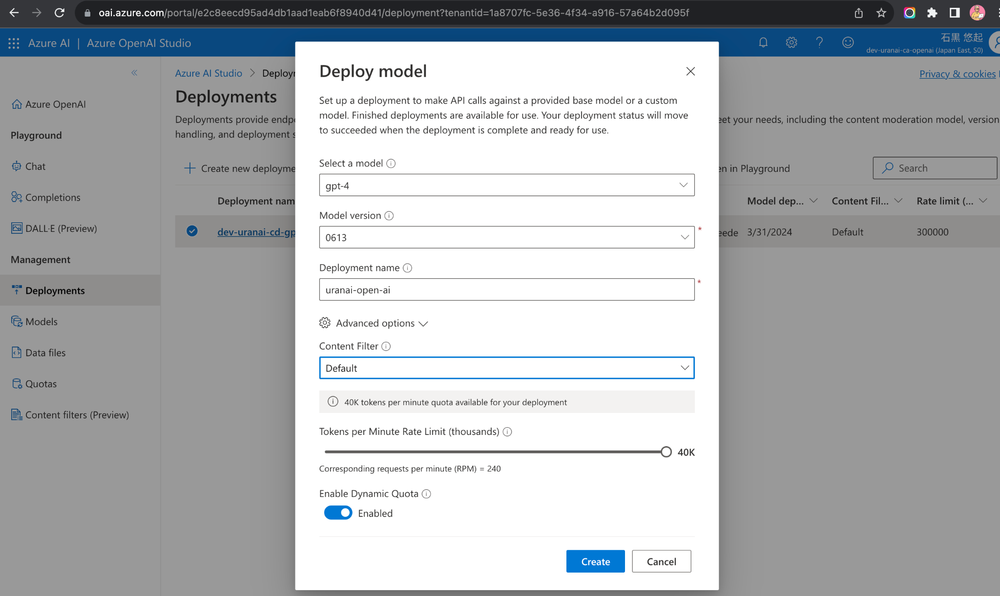 oai.azure.com/portal/e2c8eecd95ad4db1aad1eab6f8940d41/deployment?tenantid=1a8707fc-5e36-4f34-a916-57a64b2d095f
Azure AI | Azure OpenAI Studio
石黒 悠起
dev-uranai-ca-openai (Japan East, S0)
Azure AI Studio > Deployr
Privacy & cookies
Deployments
Deployments provide endpo
eet your needs, including the content moderation model, version
handling, and deployment s
Create new deployme
en in Playground
Search
Deployment nam
Model dep...
Content Fil...
Rate limit (...
dev-uranai-cd-gp
eede
3/31/2024
Default
300000
Azure OpenAI
Playground
Chat
Completions
DALL·E (Preview)
Management
Deployments
Models
Data files
Quotas
Content filters (Preview)
Deploy model
Set up a deployment to make API calls against a provided base model or a custom
model. Finished deployments are available for use. Your deployment status will move
to succeeded when the deployment is complete and ready for use.
Select a model
gpt-4
Model version
0613
*
Deployment name
uranai-open-ai
*
Advanced options
Content Filter
Default
40K tokens per minute quota available for your deployment
Tokens per Minute Rate Limit (thousands)
40K
Corresponding requests per minute (RPM) = 240
Enable Dynamic Quota
Enabled
Create
Cancel